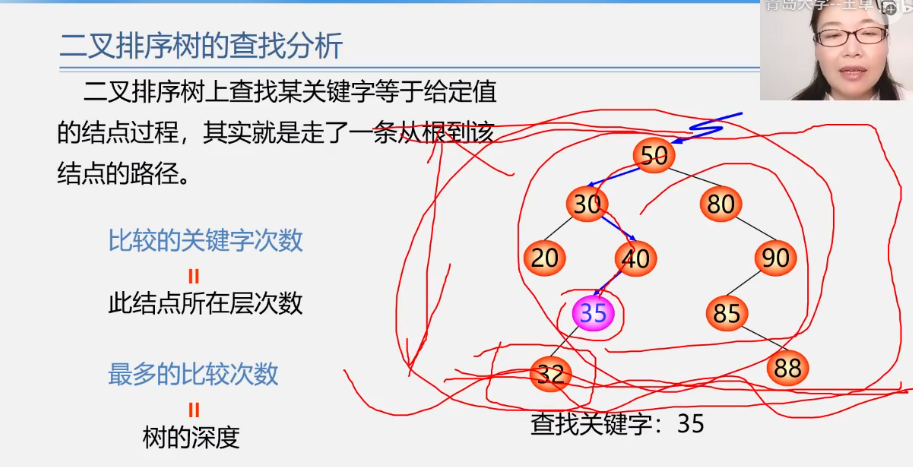 青岛大学--王卓
二叉排序树的查找分析
二叉排序树上查找某关键字等于给定值
的结点过程，其实就是走了一条从根到该
结点的路径。
比较的关键字次数
=
此结点所在层次数
最多的比较次数
=
树的深度
50
30
80
20
40
90
35
85
32
88
查找关键字：35